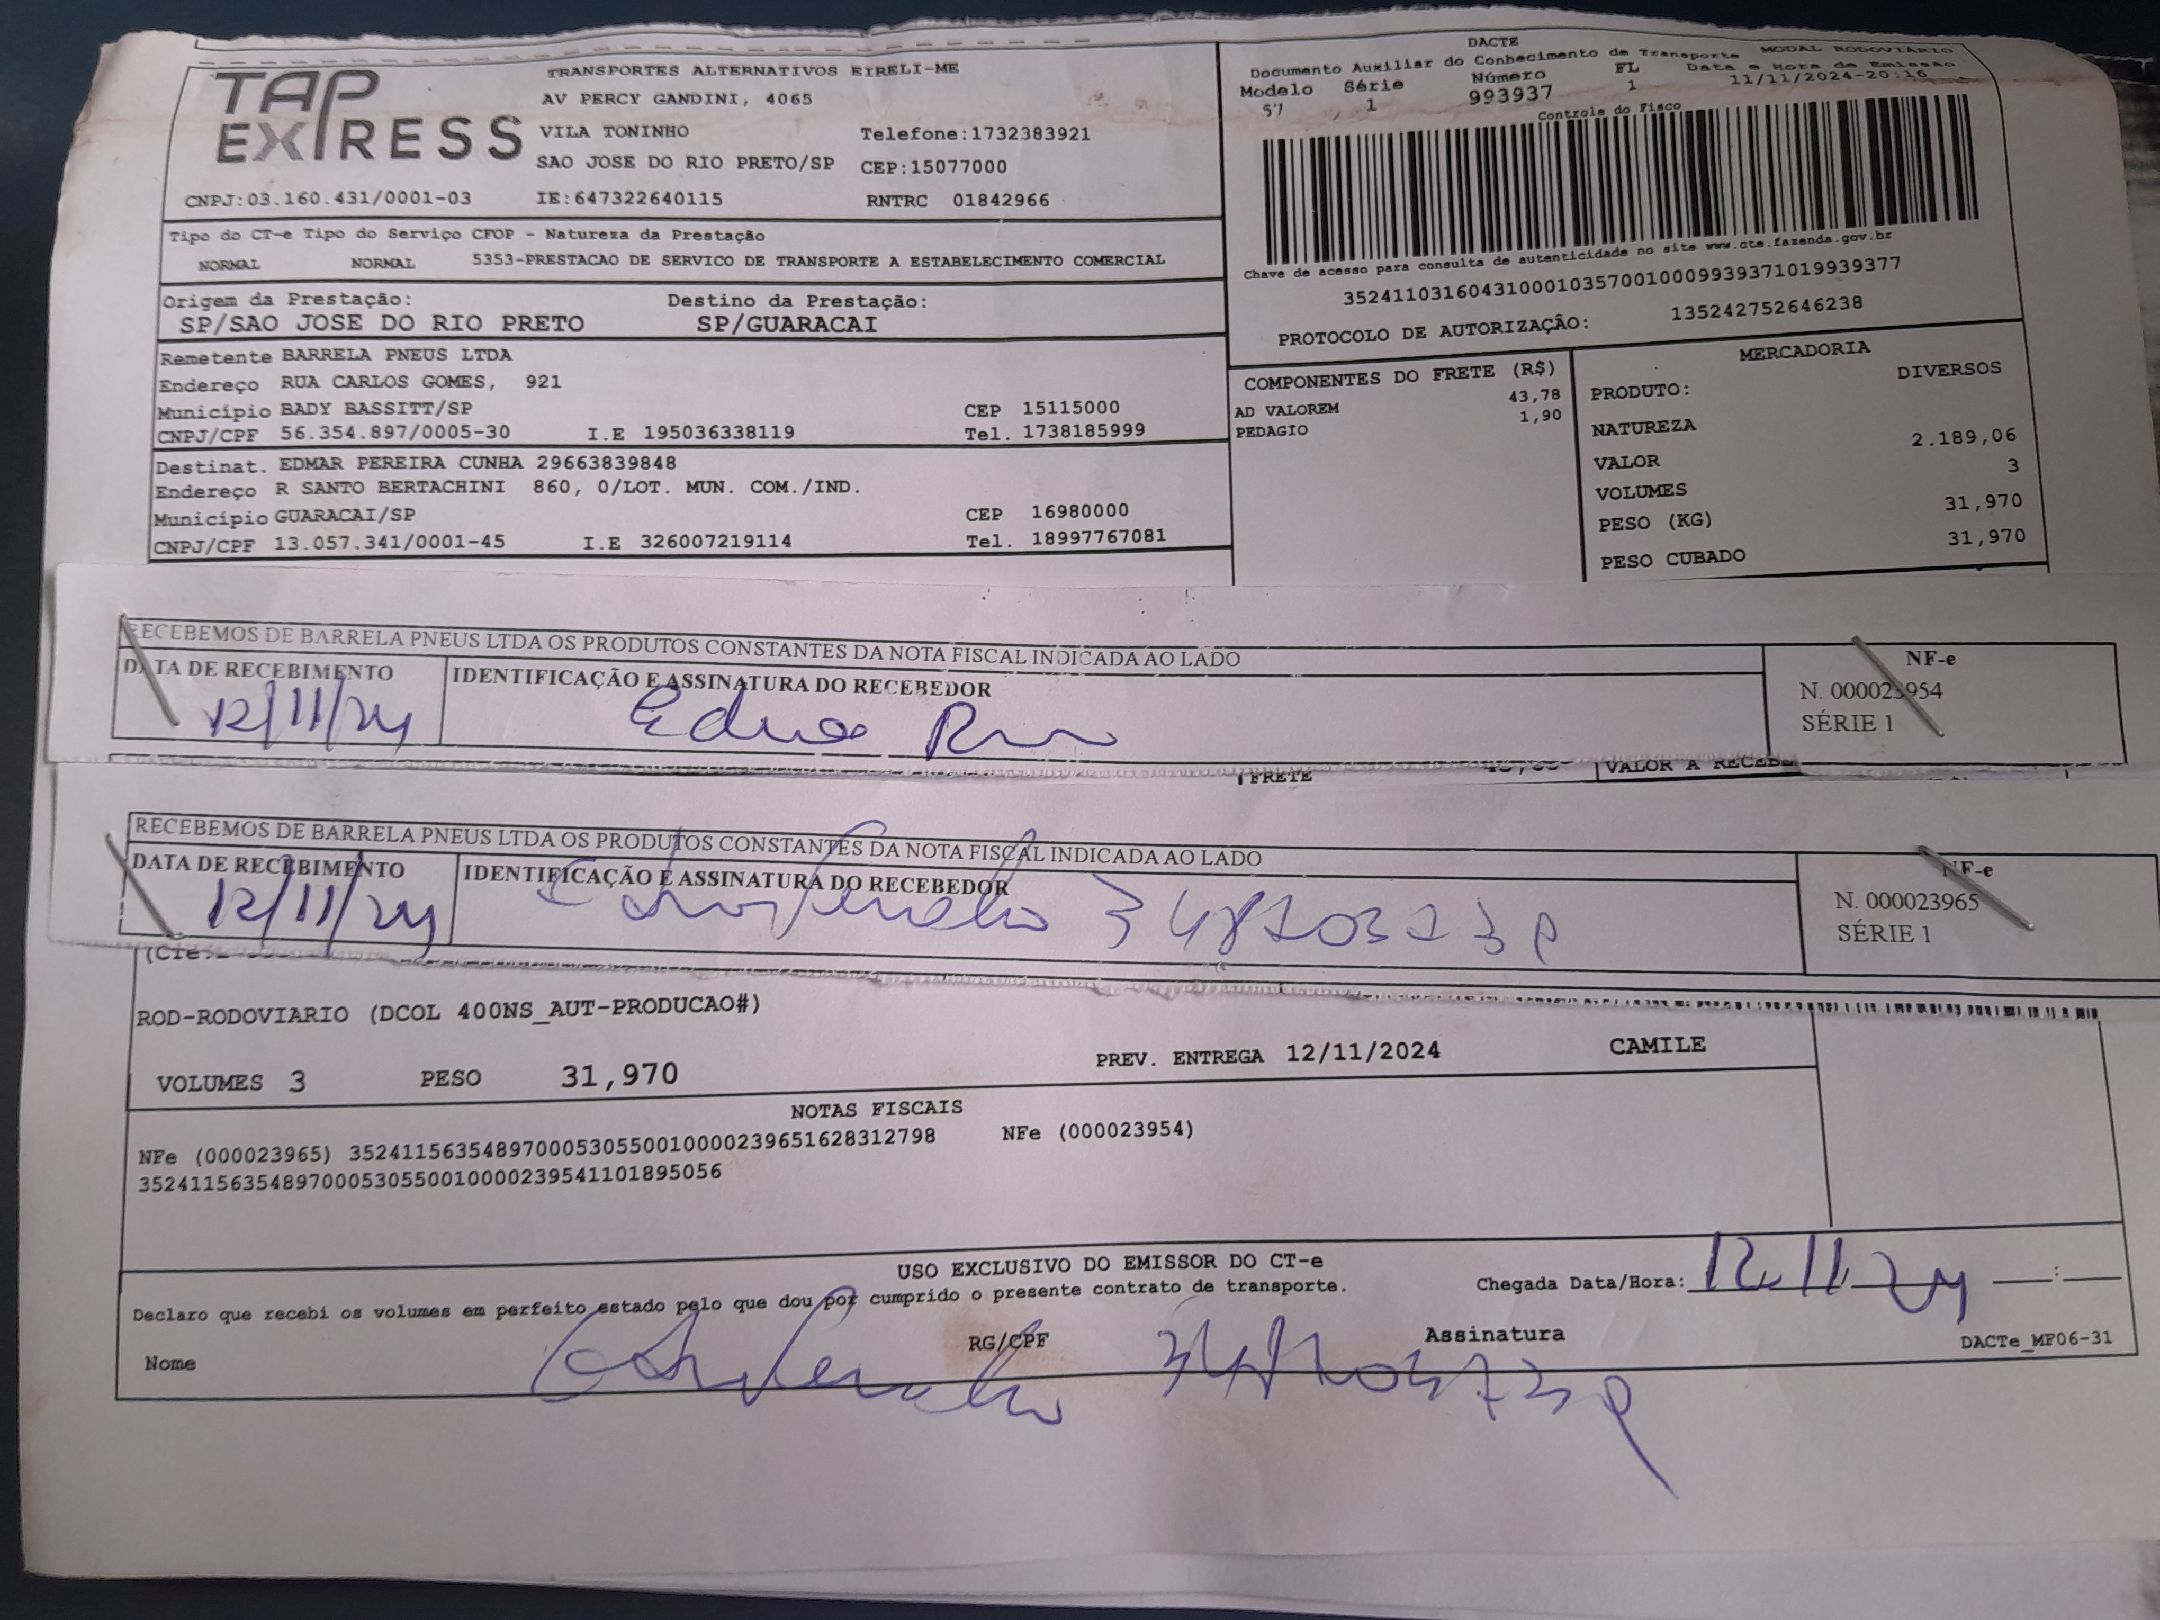 TAP EXPRESS
TRANSPORTES ALTERNATIVOS EIRELI-ME
AV PERCY GANDINI, 4065
VILA TONINHO Telefone:1732383921
SAO JOSE DO RIO PRETO/SP CEP:15077000
CNPJ:03.160.431/0001-03 IE:647322640115 RNTRC 01842966
DACTE
Documento Auxiliar do Conhecimento de Transporte MODAL RODOVIÁRIO
Modelo Série Número FL Data e Hora de Emissão
57 1 993937 1 11/11/2024-20:16
Controle do Fisco
Chave de acesso para consulta de autenticidade no site www.cte.fazenda.gov.br
35241103160431000103570010009939371019939377
PROTOCOLO DE AUTORIZAÇÃO: 135242752646238
Tipo do CT-e Tipo do Serviço CFOP - Natureza da Prestação
NORMAL NORMAL 5353-PRESTACAO DE SERVICO DE TRANSPORTE A ESTABELECIMENTO COMERCIAL
Origem da Prestação: Destino da Prestação:
SP/SAO JOSE DO RIO PRETO SP/GUARACAI
Remetente BARRELA PNEUS LTDA
Endereço RUA CARLOS GOMES, 921
Município BADY BASSITT/SP CEP 15115000
CNPJ/CPF 56.354.897/0005-30 I.E 195036338119 Tel. 1738185999
Destinat. EDMAR PEREIRA CUNHA 29663839848
Endereço R SANTO BERTACHINI 860, 0/LOT. MUN. COM./IND.
Município GUARACAI/SP CEP 16980000
CNPJ/CPF 13.057.341/0001-45 I.E 326007219114 Tel. 18997767081
COMPONENTES DO FRETE (R$)
AD VALOREM 43,78
PEDAGIO 1,90
MERCADORIA
PRODUTO: DIVERSOS
NATUREZA
VALOR 2.189,06
VOLUMES 3
PESO (KG) 31,970
PESO CUBADO 31,970
RECEBEMOS DE BARRELA PNEUS LTDA OS PRODUTOS CONSTANTES DA NOTA FISCAL INDICADA AO LADO
DATA DE RECEBIMENTO IDENTIFICAÇÃO E ASSINATURA DO RECEBEDOR
12/11/24
NF-e
N. 000023954
SÉRIE 1
FRETE VALOR A RECEB
RECEBEMOS DE BARRELA PNEUS LTDA OS PRODUTOS CONSTANTES DA NOTA FISCAL INDICADA AO LADO
DATA DE RECEBIMENTO IDENTIFICAÇÃO E ASSINATURA DO RECEBEDOR
12/11/24
NF-e
N. 000023965
SÉRIE 1
ROD-RODOVIARIO (DCOL 400NS_AUT-PRODUCAO#)
VOLUMES 3 PESO 31,970 PREV. ENTREGA 12/11/2024 CAMILE
NOTAS FISCAIS
NFe (000023965) 35241156354897000530550010000239651628312798 NFe (000023954)
35241156354897000530550010000239541101895056
USO EXCLUSIVO DO EMISSOR DO CT-e
Declaro que recebi os volumes em perfeito estado pelo que dou por cumprido o presente contrato de transporte.
Chegada Data/Hora: 12.11.24 __:__
Nome RG/CPF Assinatura DACTe_MF06-31